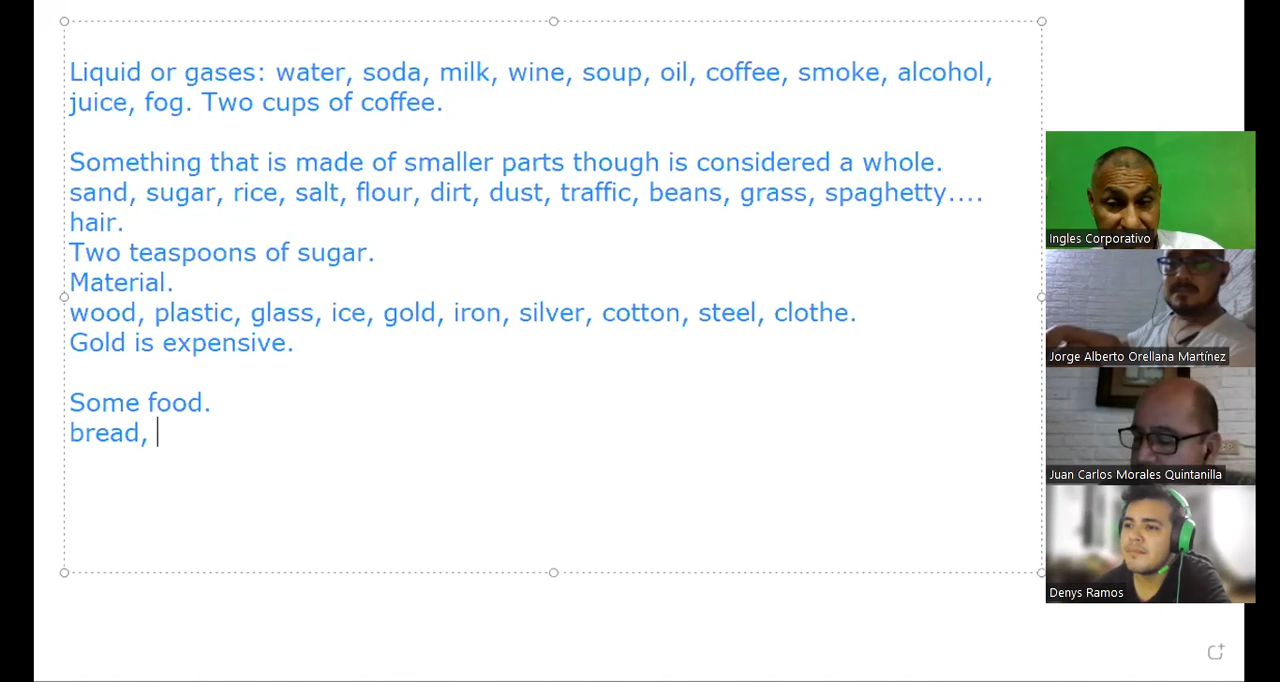 Liquid or gases: water, soda, milk, wine, soup, oil, coffee, smoke, alcohol,
juice, fog. Two cups of coffee.
Something that is made of smaller parts though is considered a whole.
sand, sugar, rice, salt, flour, dirt, dust, traffic, beans, grass, spaghetty....
hair.
Two teaspoons of sugar.
Material.
wood, plastic, glass, ice, gold, iron, silver, cotton, steel, clothe.
Gold is expensive.
Some food.
bread,
Ingles Corporativo
Jorge Alberto Orellana Martínez
Juan Carlos Morales Quintanilla
Denys Ramos